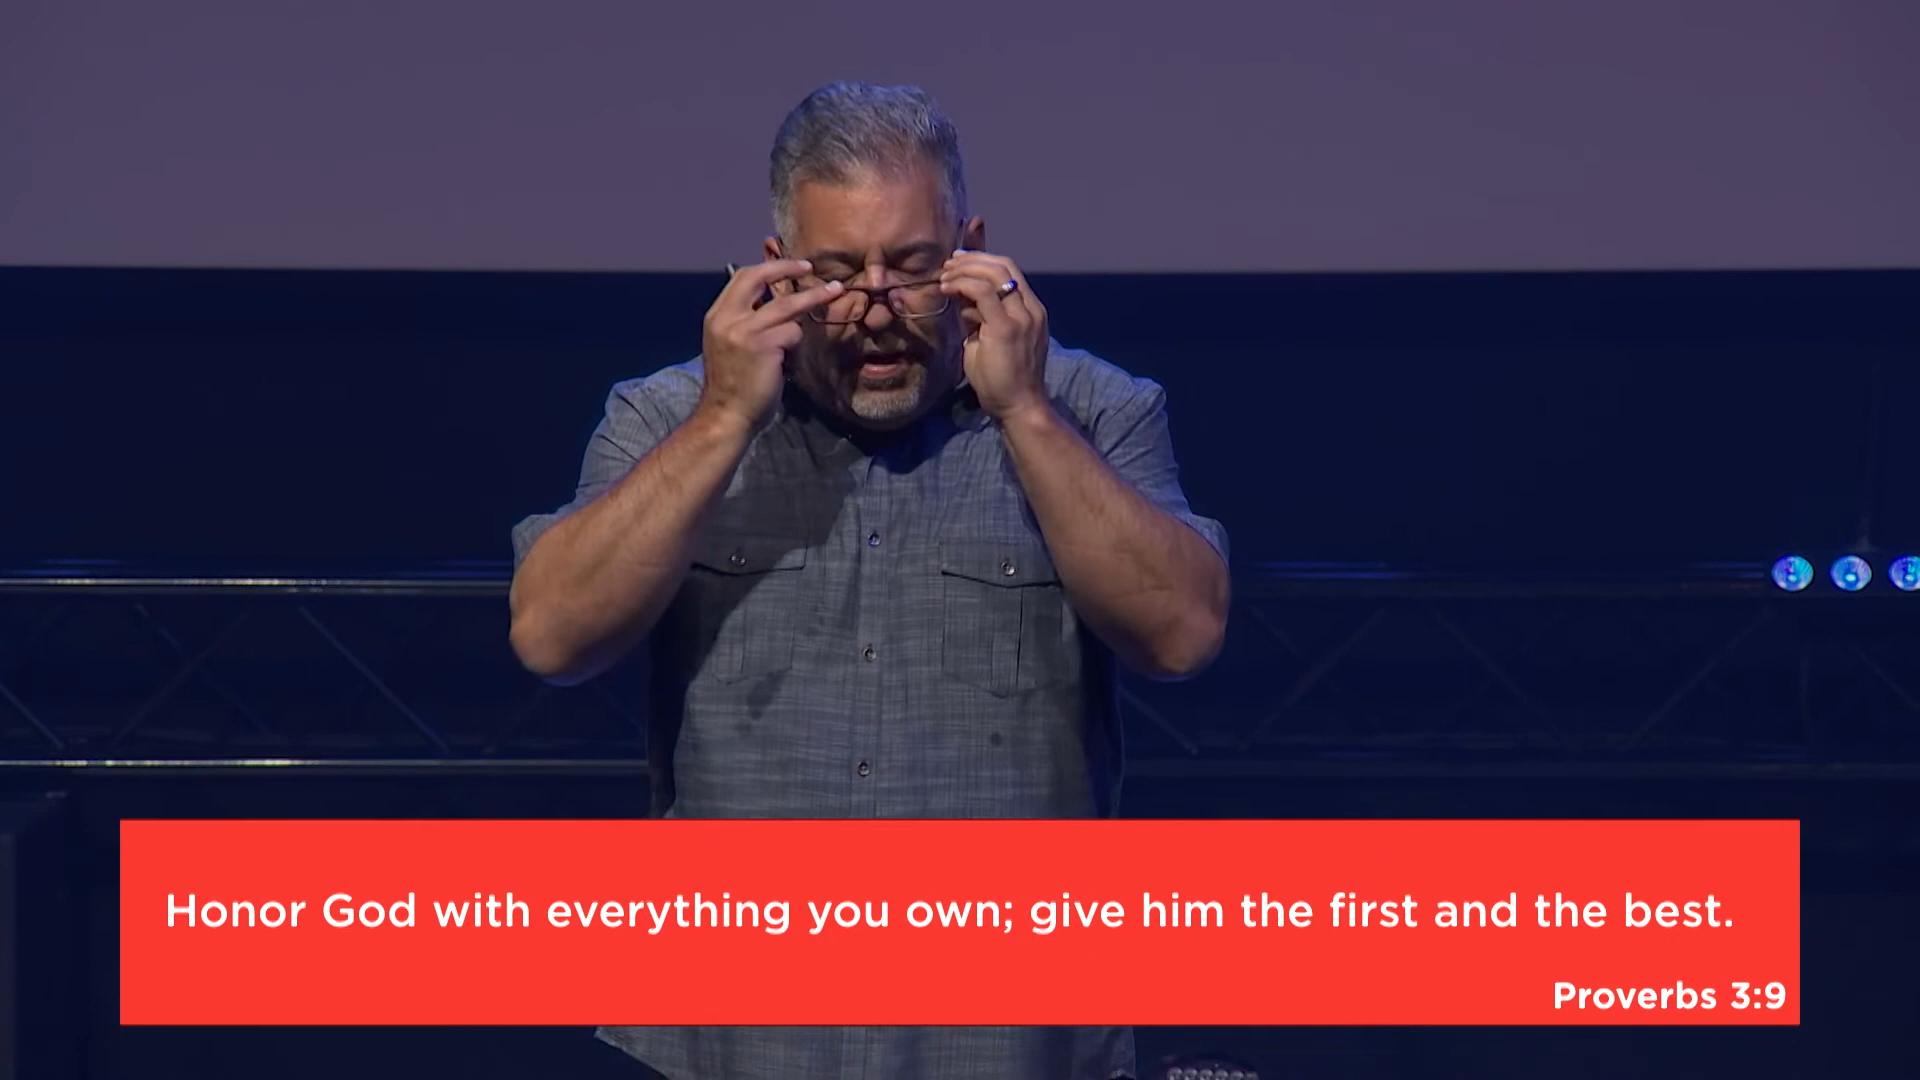 Honor God with everything you own; give him the first and the best.
Proverbs 3:9